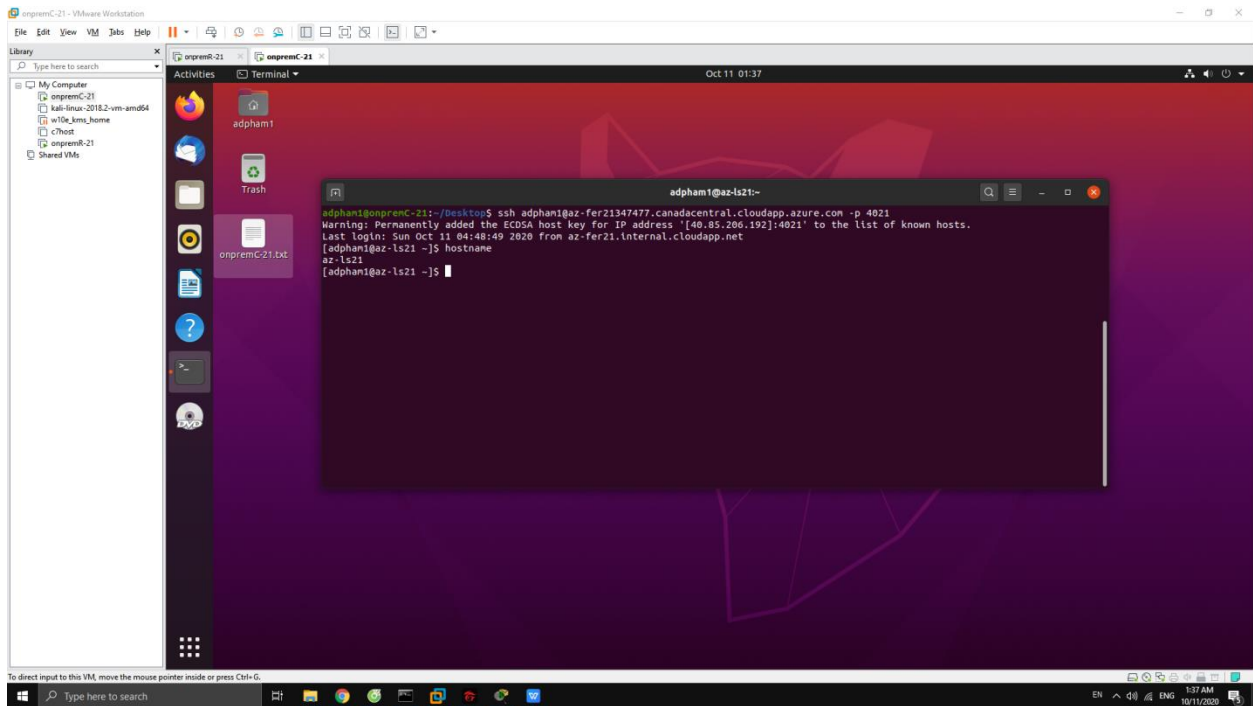 onpremC-21 - VMware Workstation
File Edit View VM Tabs Help
Library
Type here to search
My Computer
onpremC-21
kali-linux-2018.2-vm-amd64
w10e_kms_home
c7host
onpremR-21
Shared VMs
onpremR-21 onpremC-21
Activities Terminal Oct 11 01:37
adpham1
Trash
onpremC-21.txt
DVD
adpham1@az-ls21:~
adpham1@onpremC-21:~/Desktop$ ssh adpham1@az-fer21347477.canadacentral.cloudapp.azure.com -p 4021
Warning: Permanently added the ECDSA host key for IP address '[40.85.206.192]:4021' to the list of known hosts.
Last login: Sun Oct 11 04:48:49 2020 from az-fer21.internal.cloudapp.net
[adpham1@az-ls21 ~]$ hostname
az-ls21
[adpham1@az-ls21 ~]$
To direct input to this VM, move the mouse pointer inside or press Ctrl+G.
Type here to search
EN ENG 1:37 AM
10/11/2020